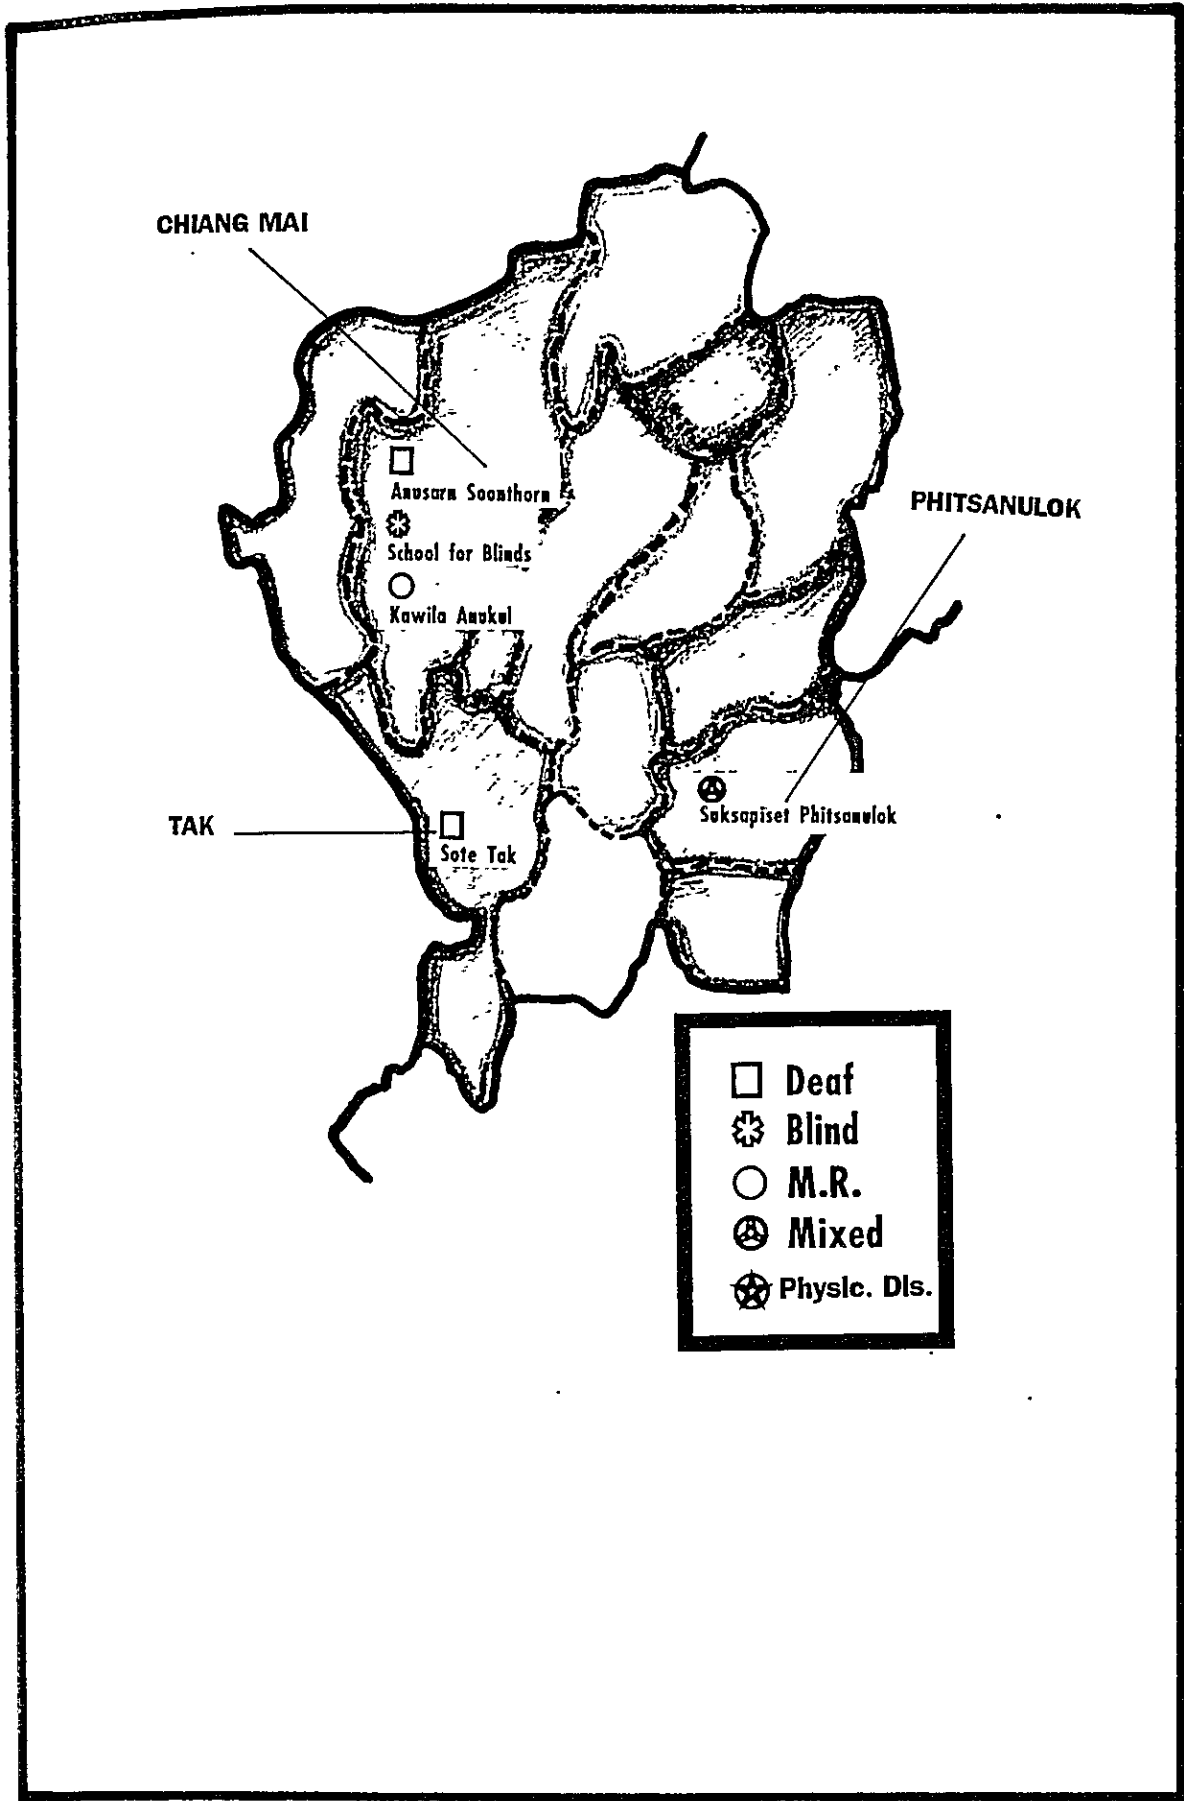 CHIANG MAI
Anusarn Soonthorn
School for Blinds
Kawila Anukul
PHITSANULOK
Suksapiset Phitsanulok
TAK
Sote Tak
Deaf
Blind
M.R.
Mixed
Physic. Dis.